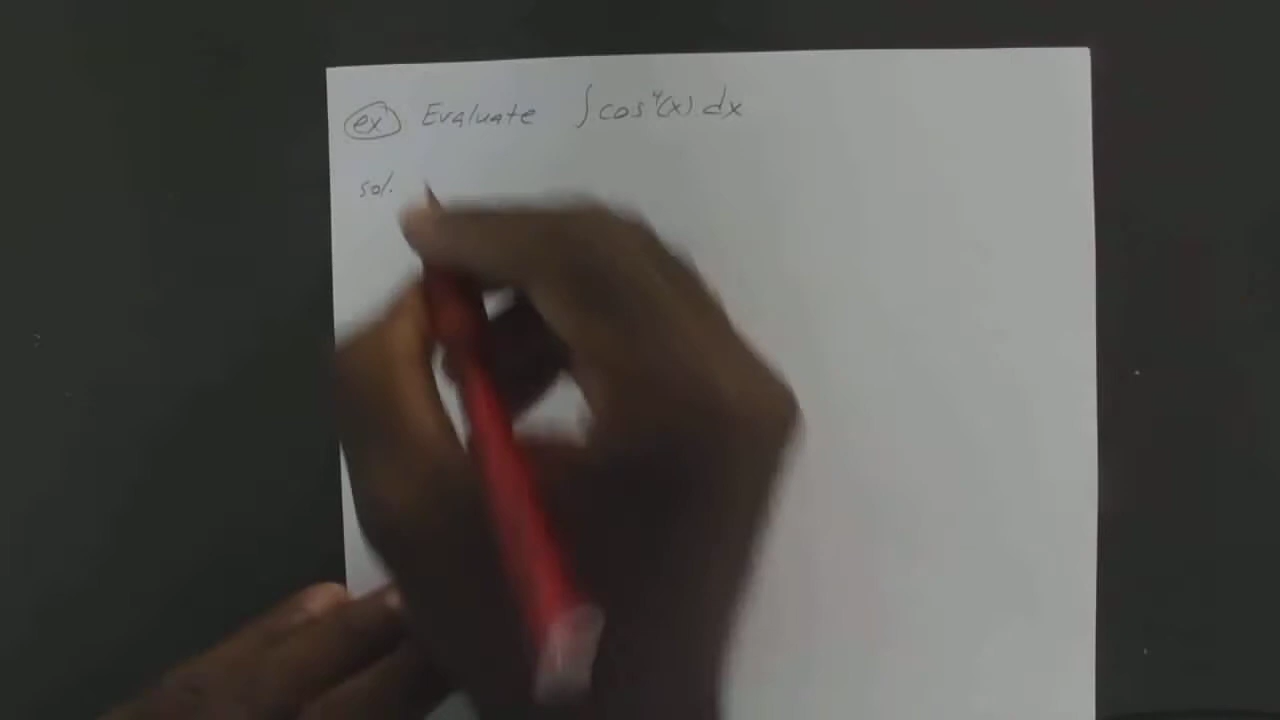 ex Evaluate ∫cos⁴(x) dx
sol.